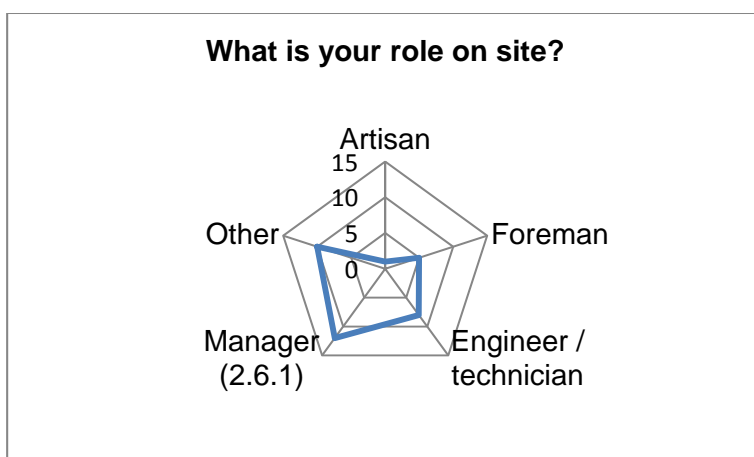 What is your role on site?
Artisan
15
10
5
0
Other
Foreman
Manager
(2.6.1)
Engineer /
technician